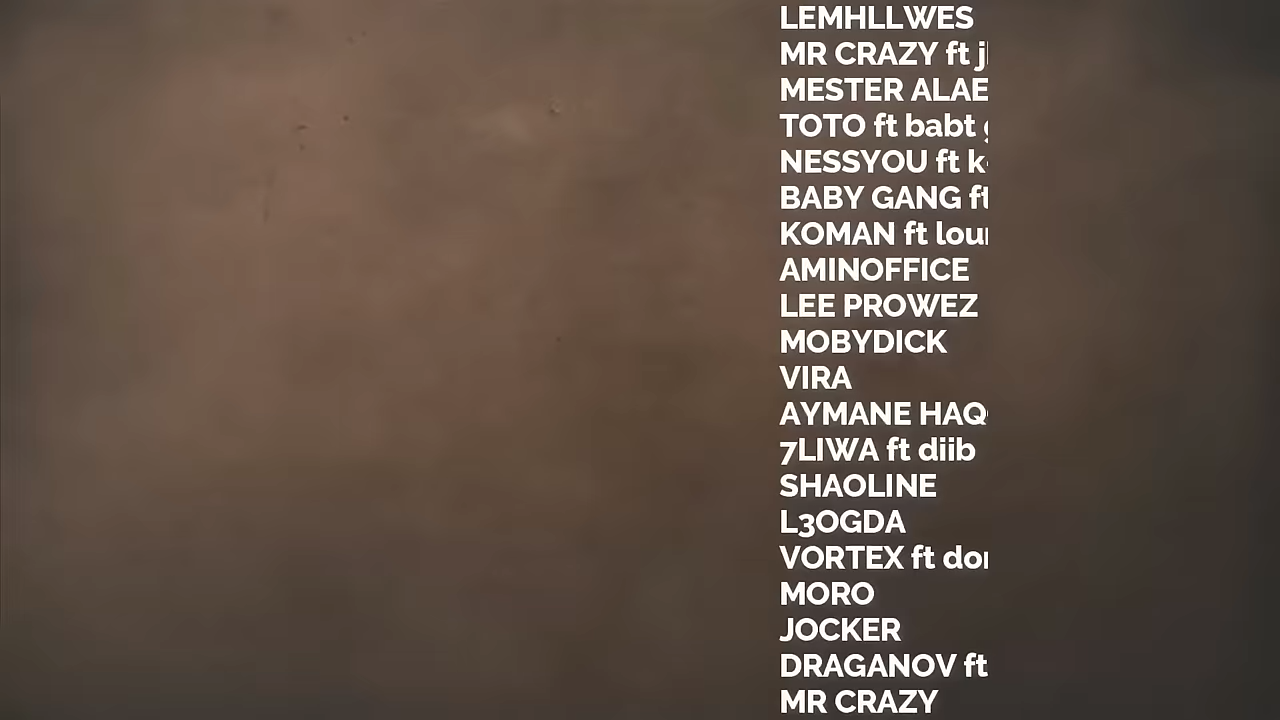 LEMHLLWES
MR CRAZY ft
MESTER ALAE
TOTO ft babt
NESSYOU ft
BABY GANG ft
KOMAN ft
AMINOFFICE
LEE PROWEZ
MOBYDICK
VIRA
AYMANE
7LIWA ft diib
SHAOLINE
L3OGDA
VORTEX ft
MORO
JOCKER
DRAGANOV ft
MR CRAZY